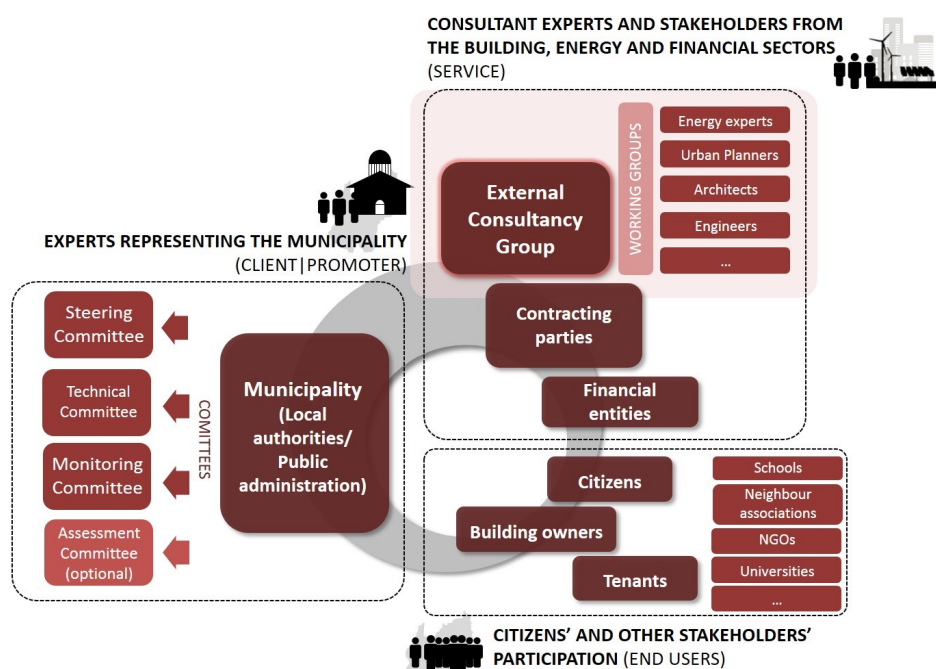 CONSULTANT EXPERTS AND STAKEHOLDERS FROM
THE BUILDING, ENERGY AND FINANCIAL SECTORS
(SERVICE)
WORKING GROUPS
Energy experts
Urban Planners
Architects
Engineers
...
External
Consultancy
Group
Contracting
parties
Financial
entities
EXPERTS REPRESENTING THE MUNICIPALITY
(CLIENT|PROMOTER)
Steering
Committee
Technical
Committee
Monitoring
Committee
Assessment
Committee
(optional)
COMITTEES
Municipality
(Local
authorities/
Public
administration)
Citizens
Building owners
Tenants
Schools
Neighbour
associations
NGOs
Universities
...
CITIZENS’ AND OTHER STAKEHOLDERS’
PARTICIPATION (END USERS)